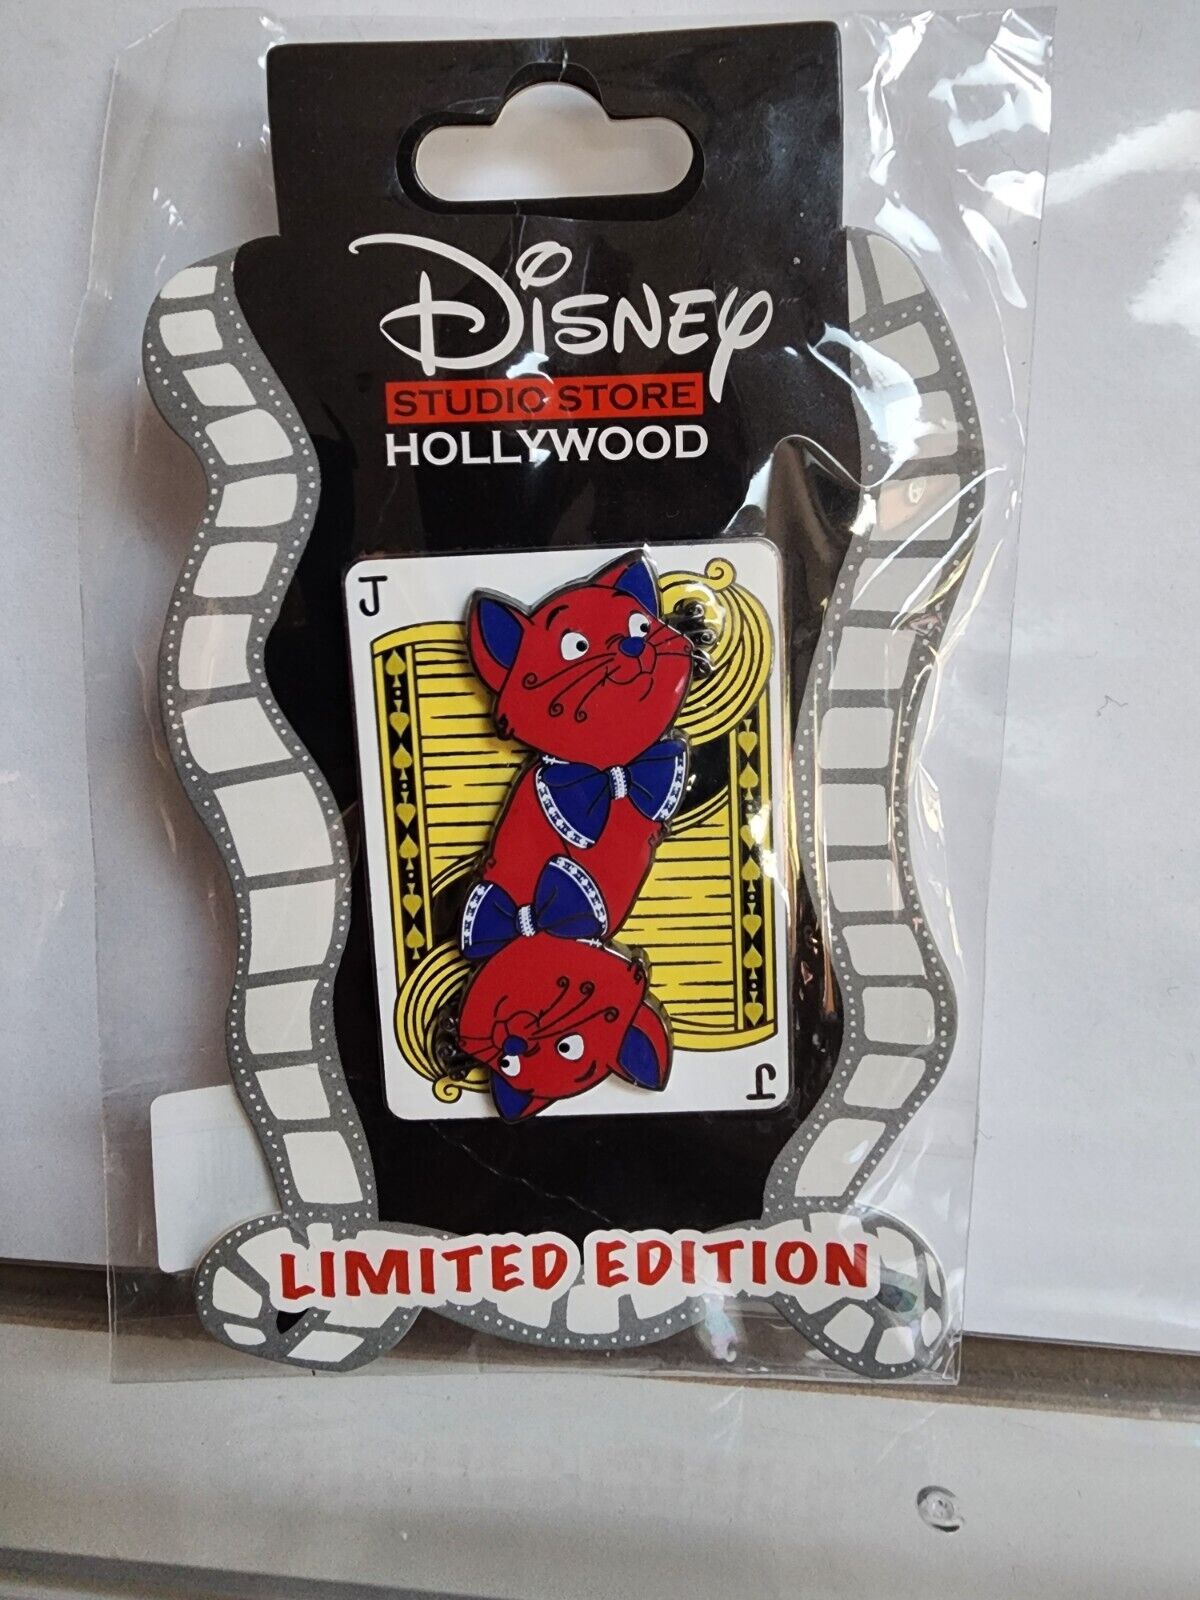 Disney
STUDIO STORE
HOLLYWOOD
J
J
LIMITED EDITION